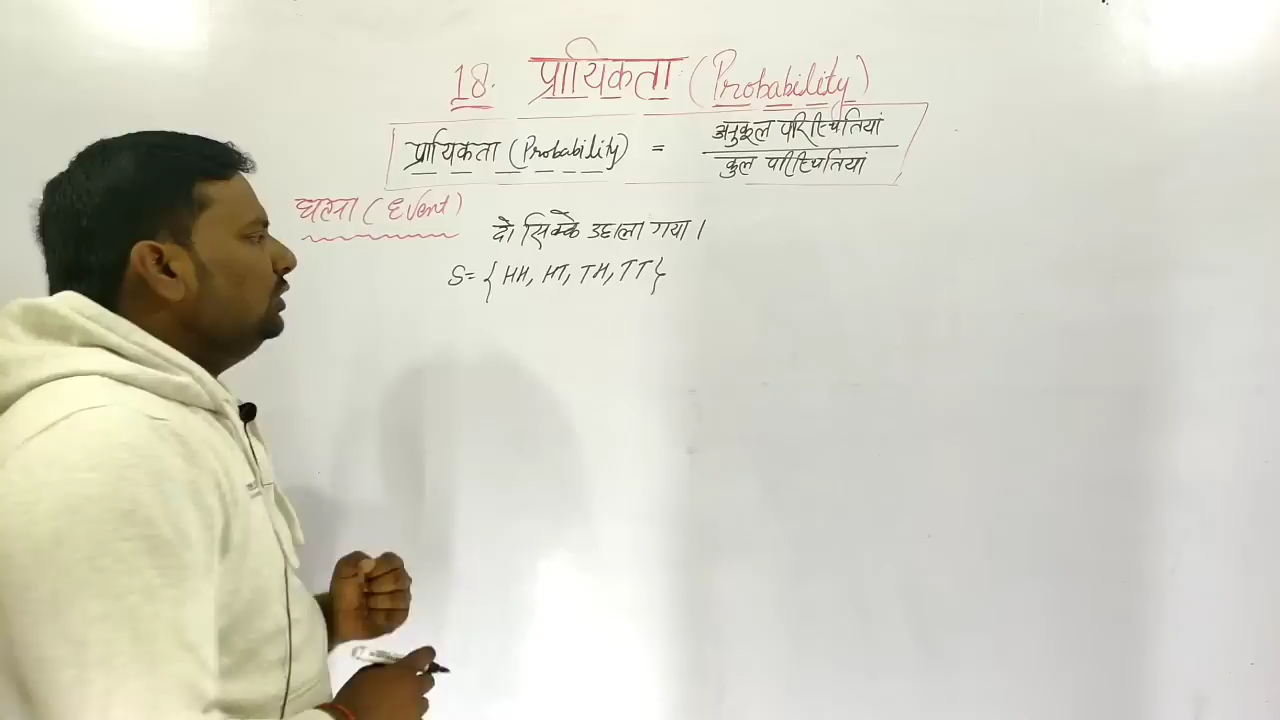 18. प्रायिकता (Probability)
प्रायिकता (Probability) = अनुकूल परिस्थितियां / कुल परिस्थितियां
घटना (Event)
दो सिक्के उछाला गया।
S= {HH, HT, TH, TT}